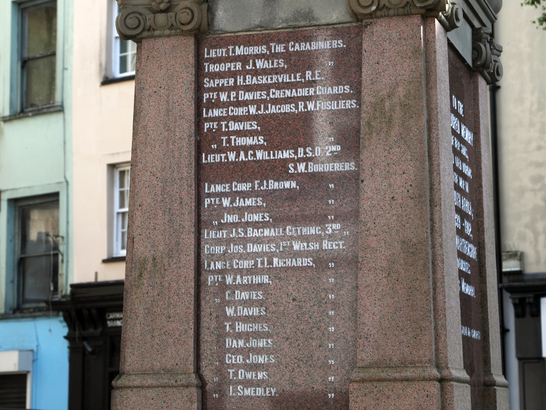 LIEUT. T. MORRIS, THE CARABINIERS.
TROOPER J. WALES, "
SAPPER H. BASKERVILLE, R.E.
PTE W. P. DAVIES, GRENADIER GUARDS.
LANCE CORP. W. J. JACOBS, R.W. FUSILIERS.
PTE T. DAVIES, "
" T. THOMAS, "
LIEUT. W. A. G. WILLIAMS, D.S.O. 2ND
S.W. BORDERERS.
LANCE CORP. F. J. BROWN, "
PTE W. JAMES, "
" JNO. JONES, "
LIEUT J. S. BAGNALL GETHING, 3RD "
CORP JOS. DAVIES, 1ST WELSH REGT.
LANCE CORP. T. L. RICHARDS, "
PTE W. ARTHUR, "
" C. DAVIES. "
" W. DAVIES. "
" T. HUGHES. "
" DAN. JONES. "
" GEO. JONES. "
" T. OWENS "
" I. SMEDLEY. "